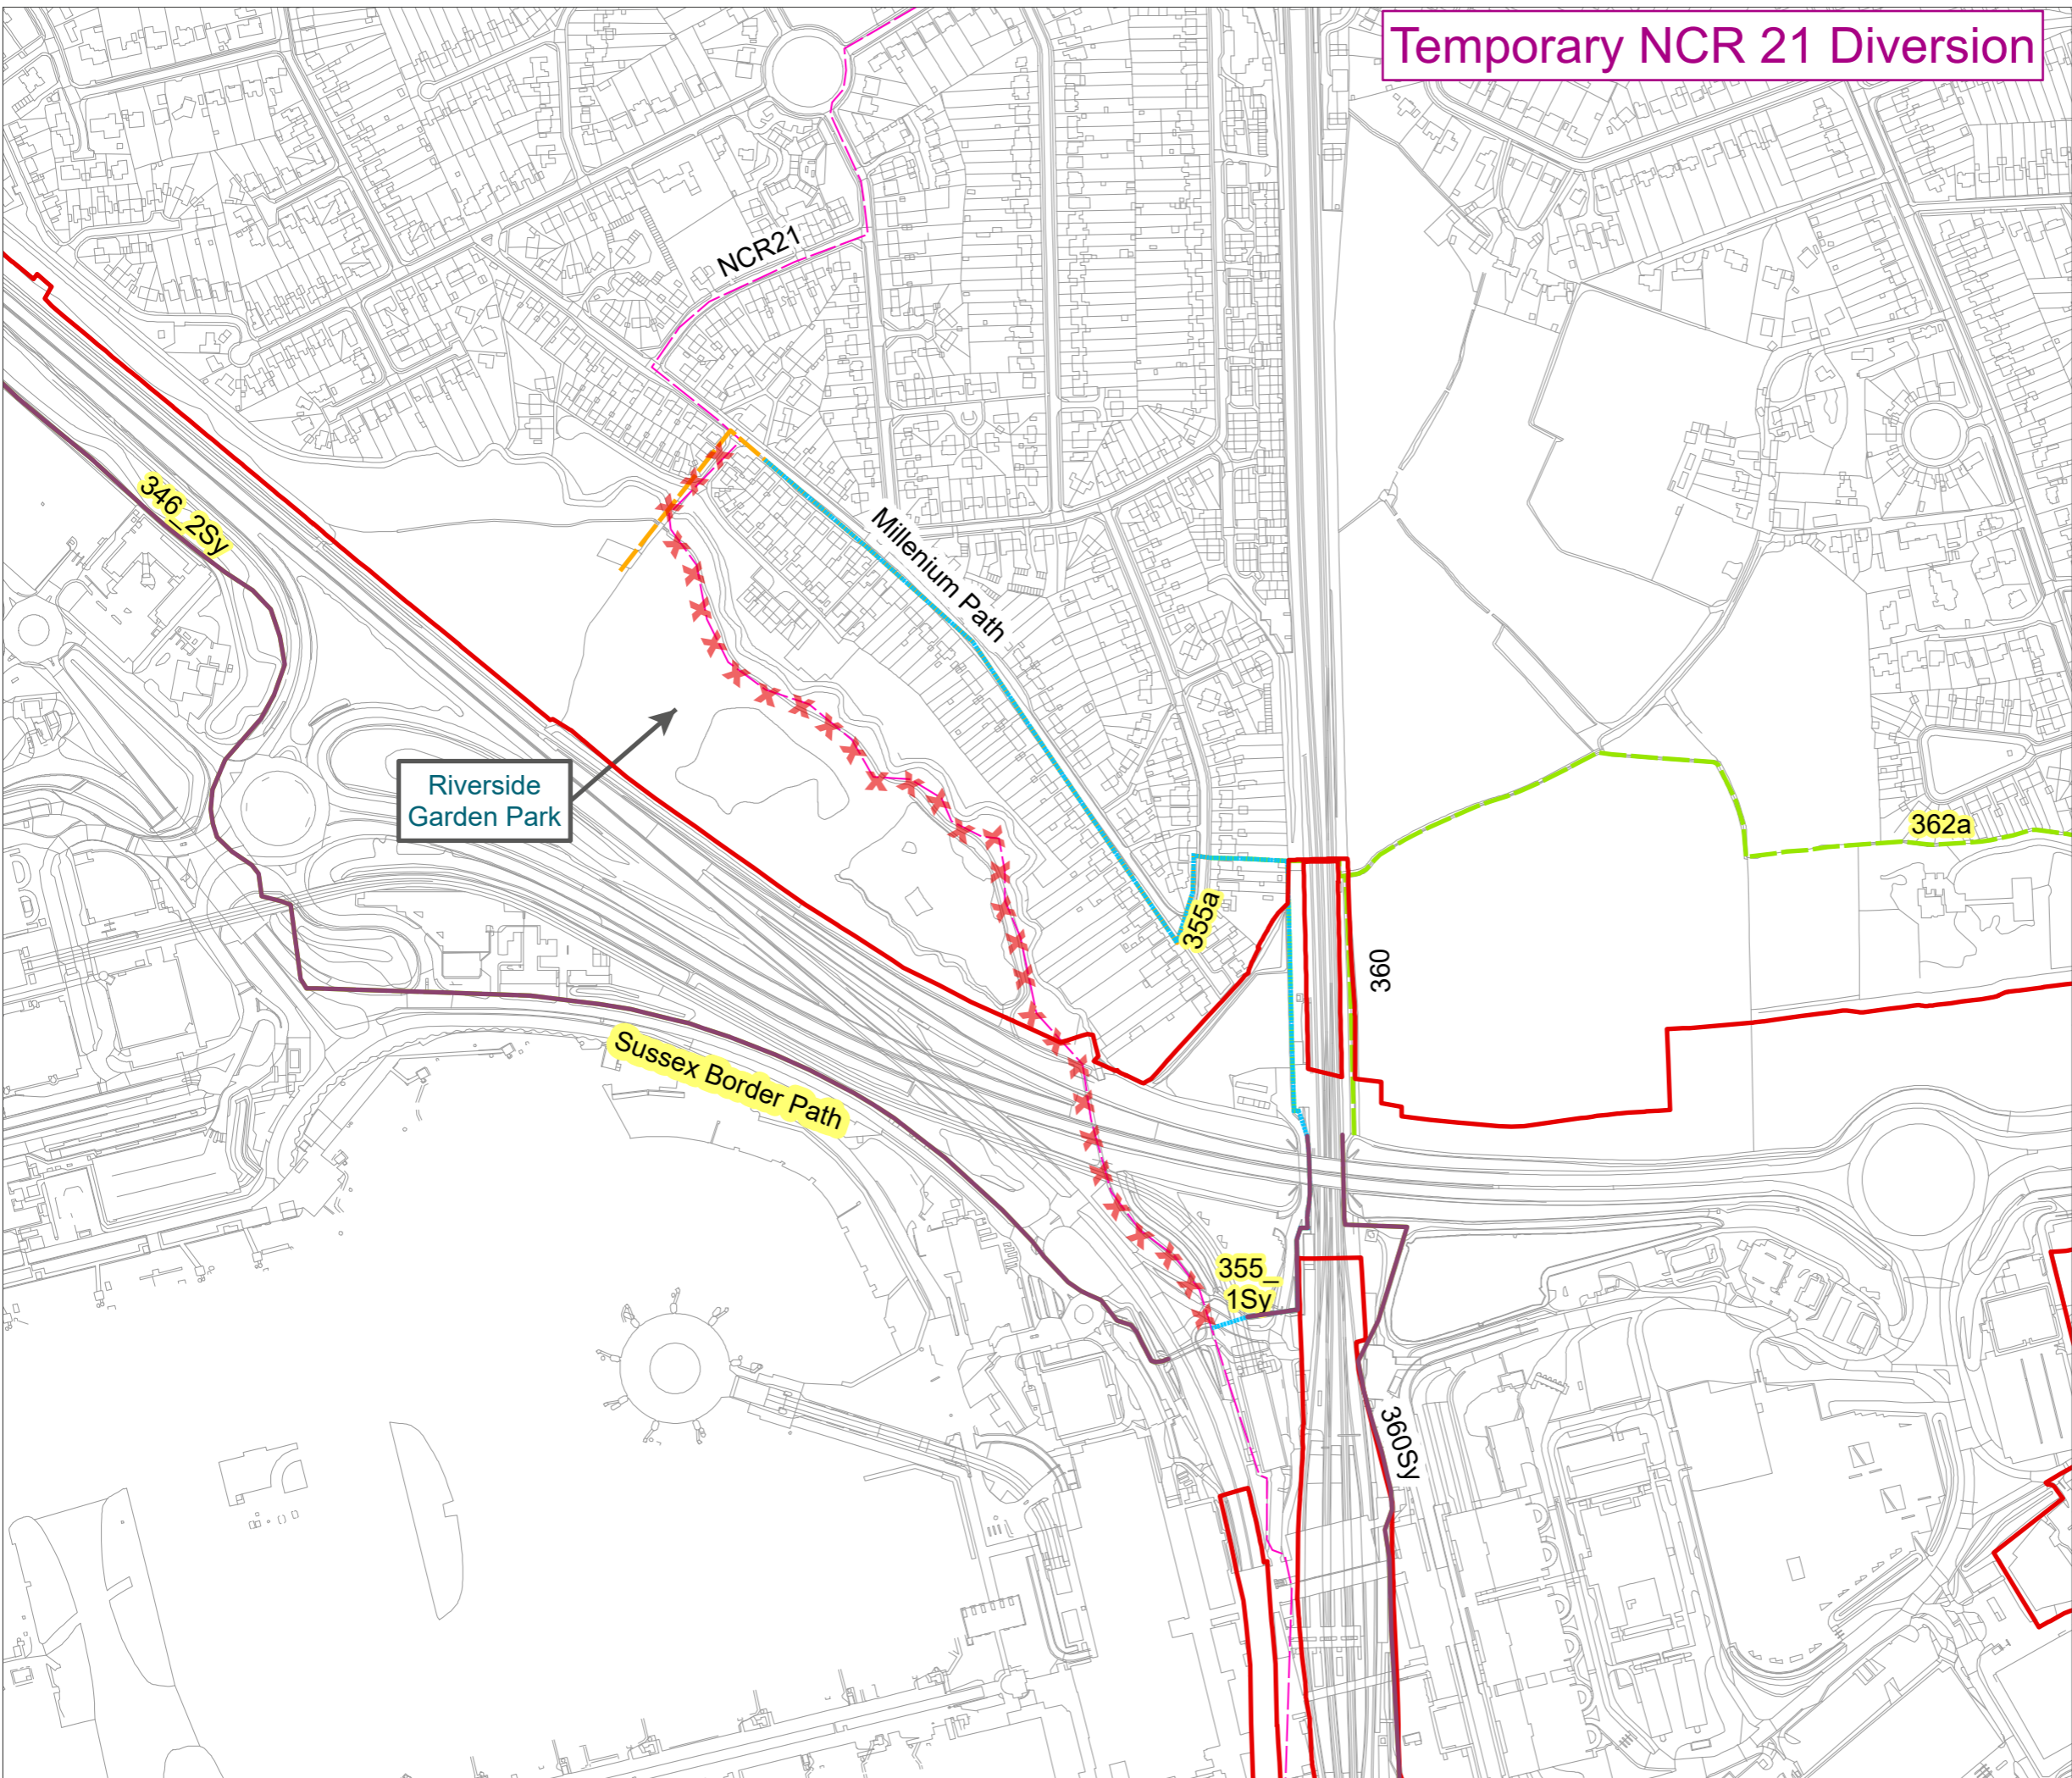 Temporary NCR 21 Diversion
NCR21
346_2Sy
Millenium Path
Riverside
Garden Park
362a
355a
360
Sussex Border Path
355_
1Sy
360Sy